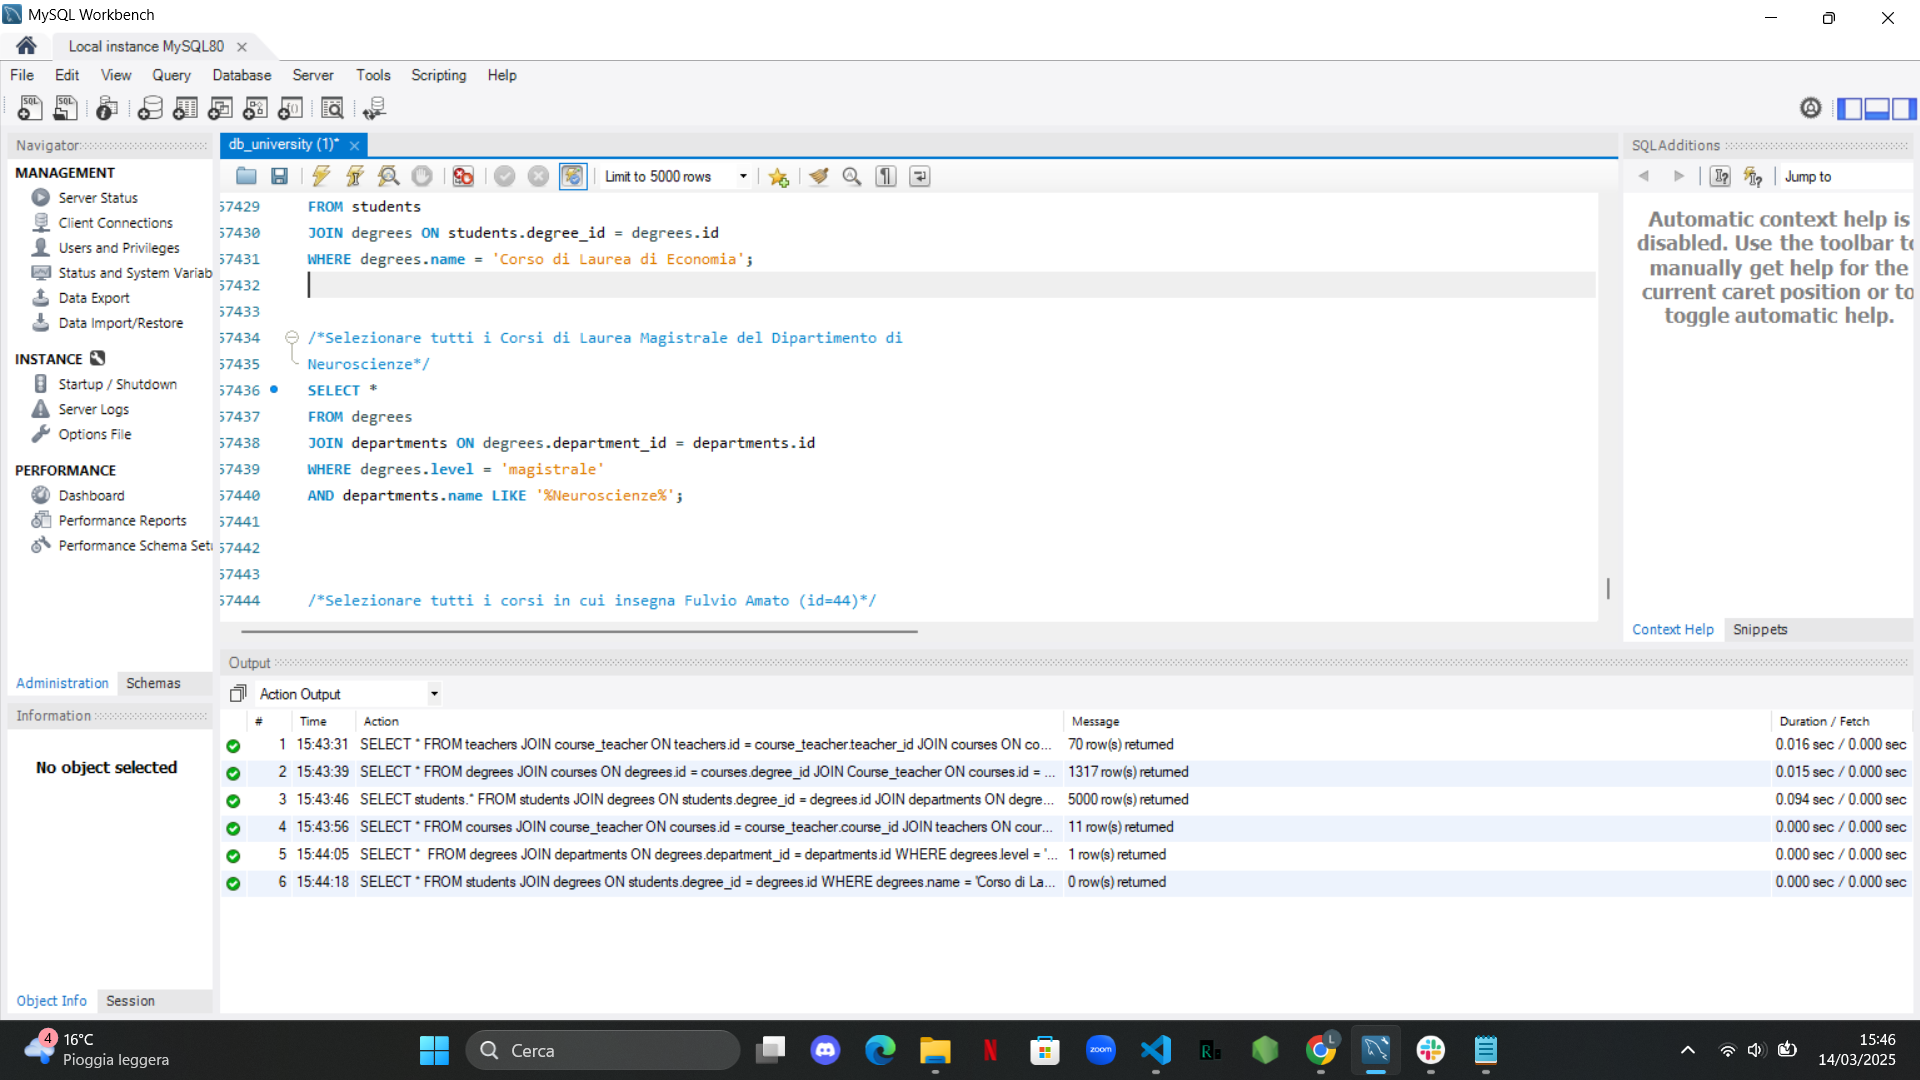 MySQL Workbench
Local instance MySQL80
File Edit View Query Database Server Tools Scripting Help
Navigator
MANAGEMENT
Server Status
Client Connections
Users and Privileges
Status and System Variab
Data Export
Data Import/Restore
INSTANCE
Startup / Shutdown
Server Logs
Options File
PERFORMANCE
Dashboard
Performance Reports
Performance Schema Setu
Administration Schemas
Information
No object selected
Object Info Session
db_university (1)*
Limit to 5000 rows
57429 FROM students
57430 JOIN degrees ON students.degree_id = degrees.id
57431 WHERE degrees.name = 'Corso di Laurea di Economia';
57432
57433
57434 /*Selezionare tutti i Corsi di Laurea Magistrale del Dipartimento di
57435 Neuroscienze*/
57436 SELECT *
57437 FROM degrees
57438 JOIN departments ON degrees.department_id = departments.id
57439 WHERE degrees.level = 'magistrale'
57440 AND departments.name LIKE '%Neuroscienze%';
57441
57442
57443
57444 /*Selezionare tutti i corsi in cui insegna Fulvio Amato (id=44)*/
SQLAdditions
Jump to
Automatic context help is
disabled. Use the toolbar to
manually get help for the
current caret position or to
toggle automatic help.
Context Help Snippets
Output
Action Output
# Time Action Message Duration / Fetch
1 15:43:31 SELECT * FROM teachers JOIN course_teacher ON teachers.id = course_teacher.teacher_id JOIN courses ON co... 70 row(s) returned 0.016 sec / 0.000 sec
2 15:43:39 SELECT * FROM degrees JOIN courses ON degrees.id = courses.degree_id JOIN Course_teacher ON courses.id = ... 1317 row(s) returned 0.015 sec / 0.000 sec
3 15:43:46 SELECT students.* FROM students JOIN degrees ON students.degree_id = degrees.id JOIN departments ON degre... 5000 row(s) returned 0.094 sec / 0.000 sec
4 15:43:56 SELECT * FROM courses JOIN course_teacher ON courses.id = course_teacher.course_id JOIN teachers ON cour... 11 row(s) returned 0.000 sec / 0.000 sec
5 15:44:05 SELECT * FROM degrees JOIN departments ON degrees.department_id = departments.id WHERE degrees.level = '... 1 row(s) returned 0.000 sec / 0.000 sec
6 15:44:18 SELECT * FROM students JOIN degrees ON students.degree_id = degrees.id WHERE degrees.name = 'Corso di La... 0 row(s) returned 0.000 sec / 0.000 sec
4
16°C
Pioggia leggera
Cerca
zoom
L
15:46
14/03/2025